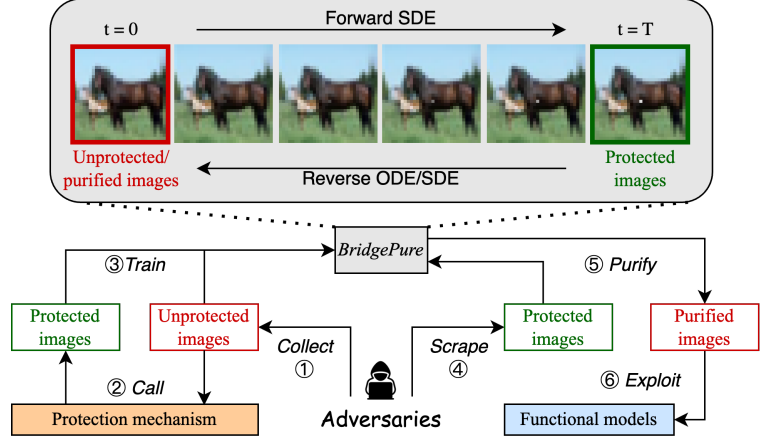 Forward SDE
t = 0
t = T
Unprotected/
purified images
Protected
images
Reverse ODE/SDE
③Train
BridgePure
⑤ Purify
Protected
images
Unprotected
images
Collect
①
Scrape
④
Protected
images
Purified
images
② Call
⑥ Exploit
Protection mechanism
Adversaries
Functional models